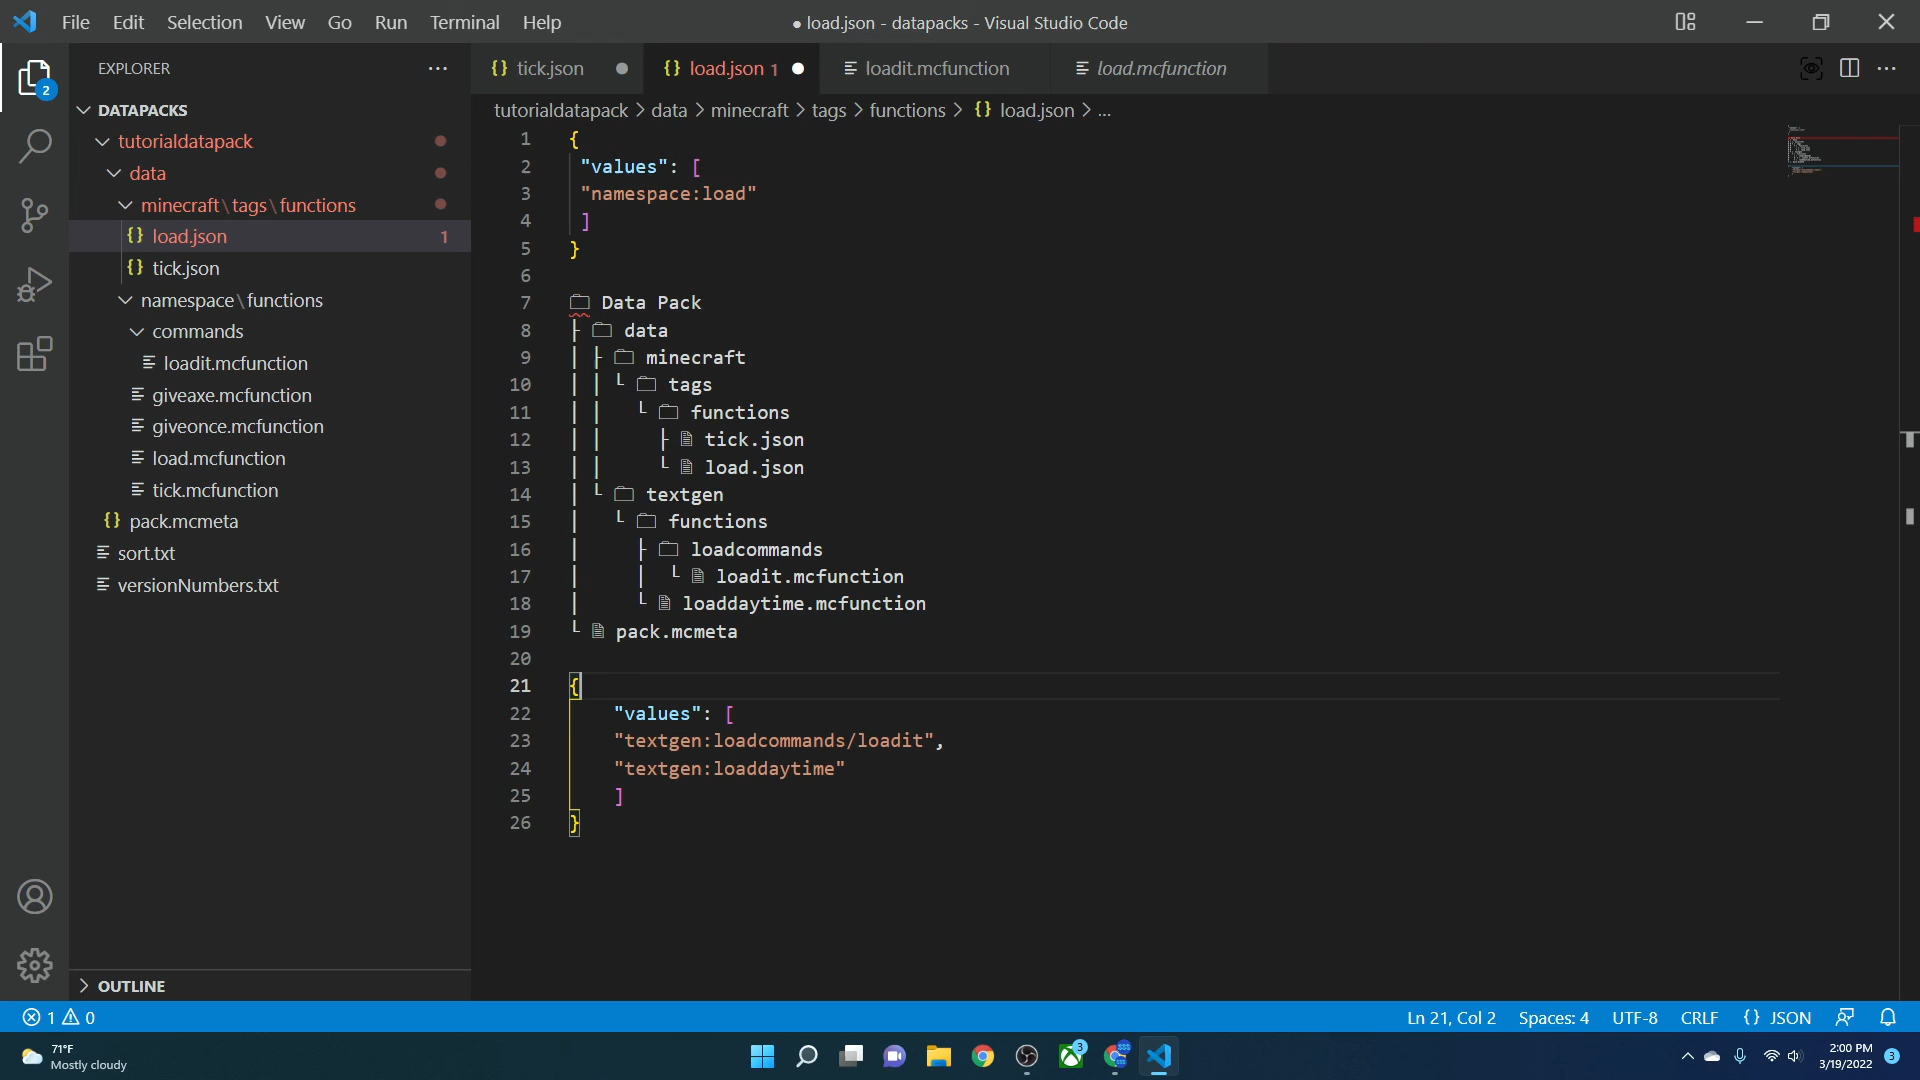 File Edit Selection View Go Run Terminal Help
● load.json - datapacks - Visual Studio Code
EXPLORER
DATAPACKS
tutorialdatapack
data
minecraft\tags\functions
load.json 1
tick.json
namespace\functions
commands
loadit.mcfunction
giveaxe.mcfunction
giveonce.mcfunction
load.mcfunction
tick.mcfunction
pack.mcmeta
sort.txt
versionNumbers.txt
OUTLINE
2
tick.json
load.json 1
loadit.mcfunction
load.mcfunction
tutorialdatapack > data > minecraft > tags > functions > {} load.json > ...
1 {
2 "values": [
3 "namespace:load"
4 ]
5 }
6
7 🗀 Data Pack
8 ├ 🗀 data
9 │ ├ 🗀 minecraft
10 │ │ └ 🗀 tags
11 │ │ └ 🗀 functions
12 │ │ ├ 🗎 tick.json
13 │ │ └ 🗎 load.json
14 │ └ 🗀 textgen
15 │ └ 🗀 functions
16 │ ├ 🗀 loadcommands
17 │ │ └ 🗎 loadit.mcfunction
18 │ └ 🗎 loaddaytime.mcfunction
19 └ 🗎 pack.mcmeta
20
21 {
22 "values": [
23 "textgen:loadcommands/loadit",
24 "textgen:loaddaytime"
25 ]
26 }
1 0
Ln 21, Col 2 Spaces: 4 UTF-8 CRLF {} JSON
71°F
Mostly cloudy
3
2:00 PM
3/19/2022
3